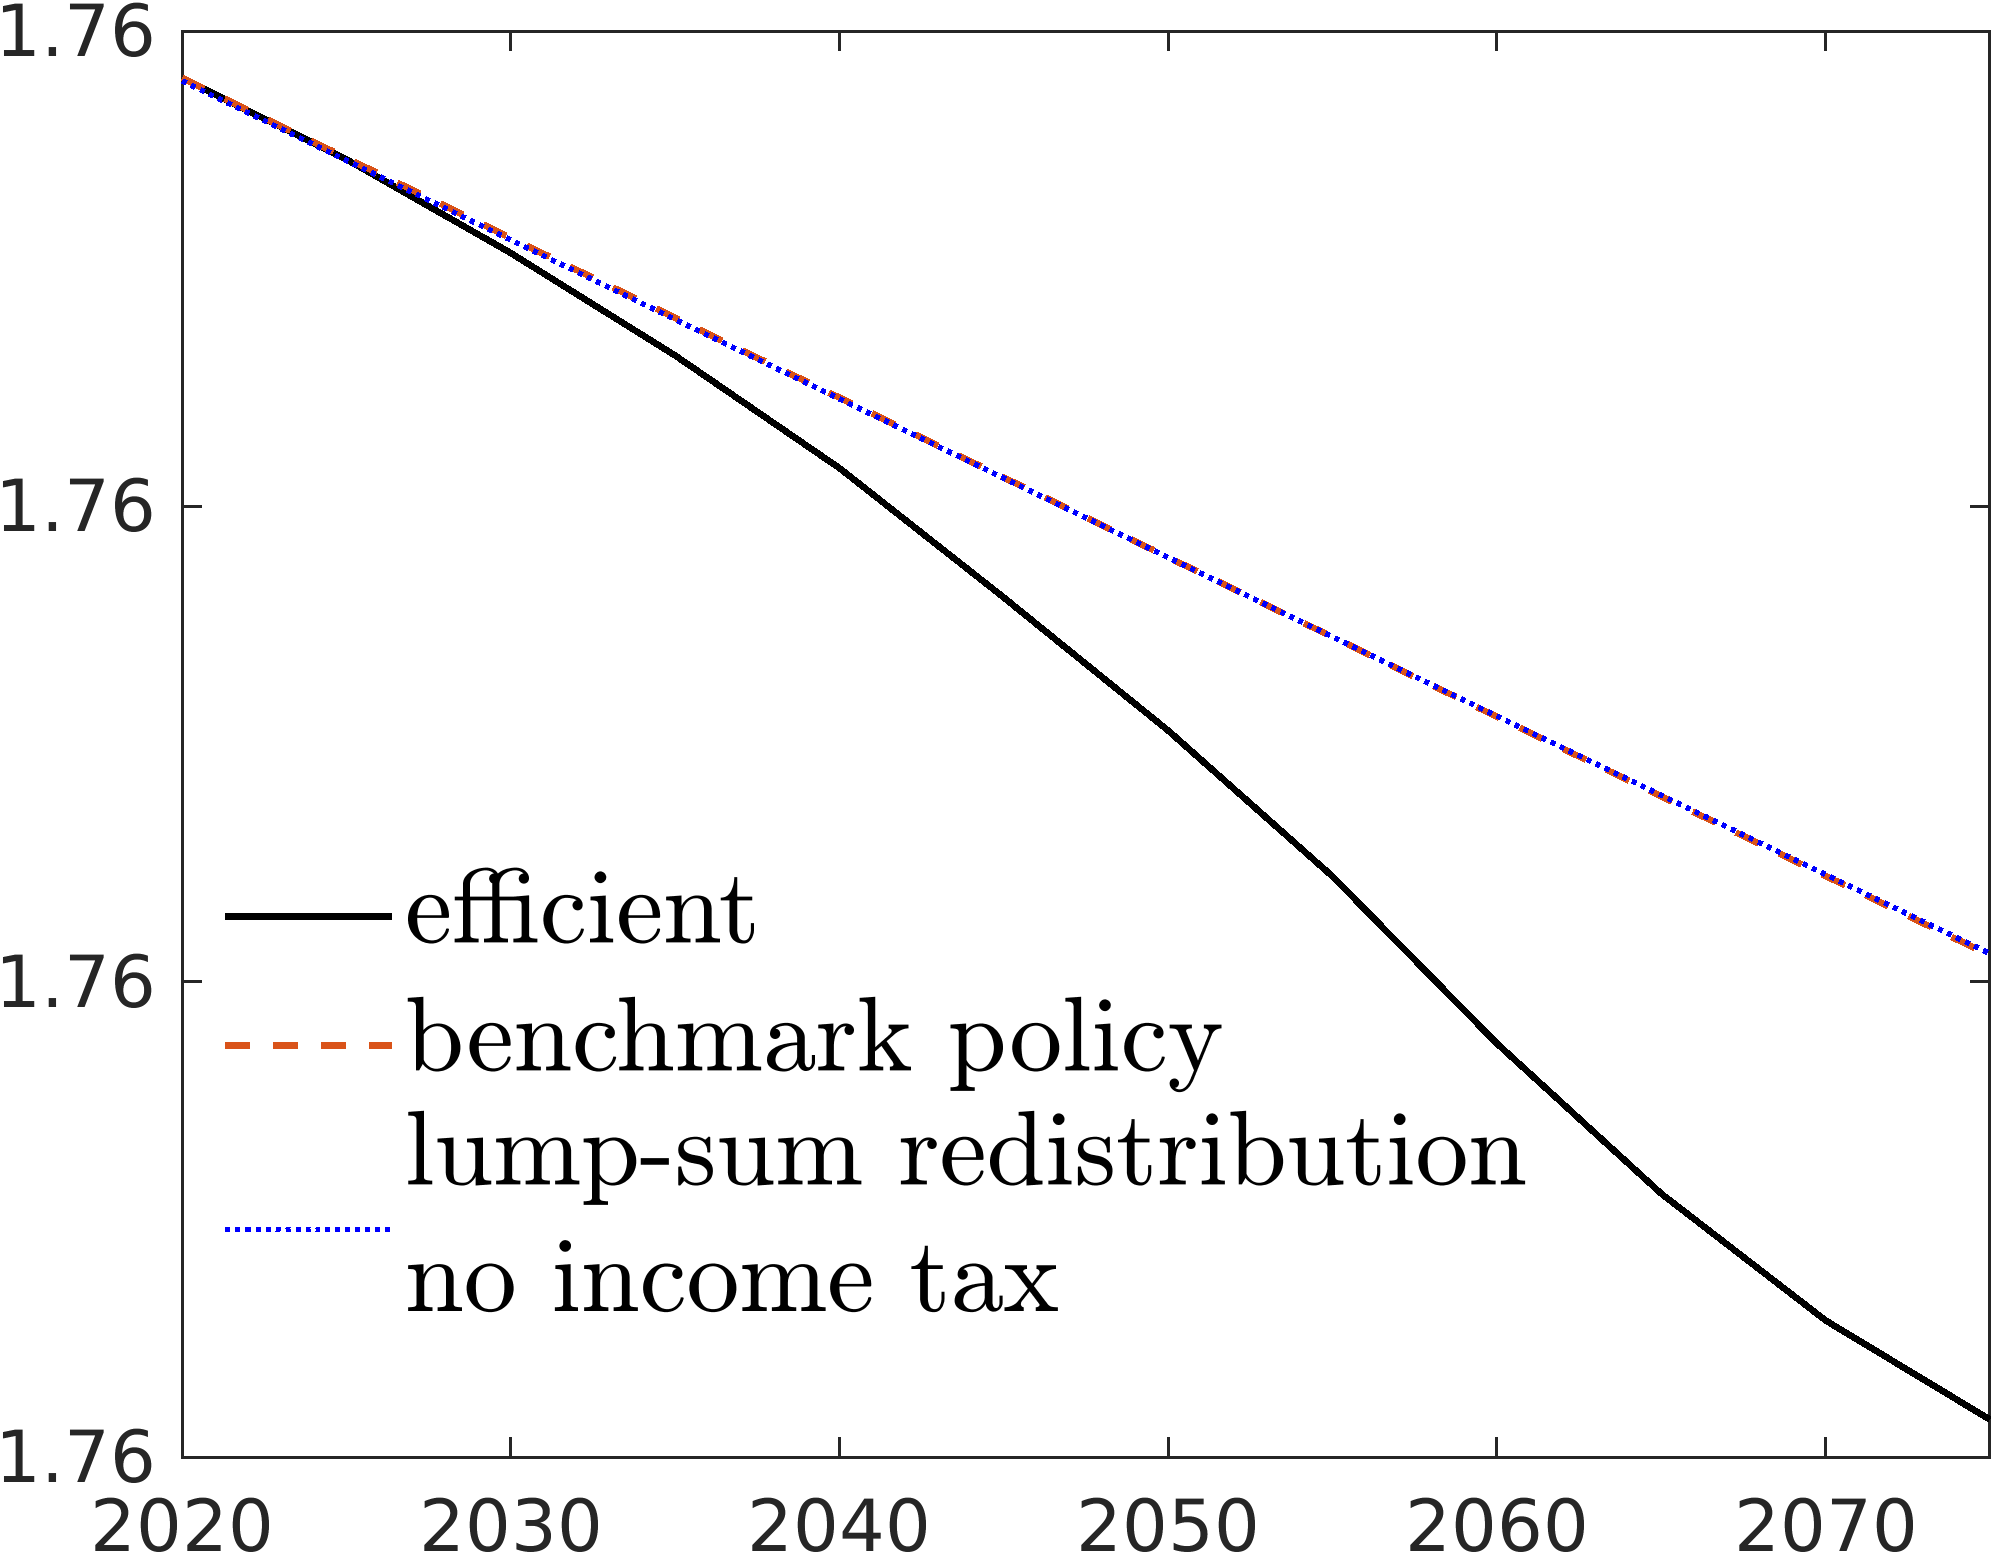 1.76
1.76
1.76
1.76
efficient
benchmark policy
lump-sum redistribution
no income tax
2020 2030 2040 2050 2060 2070